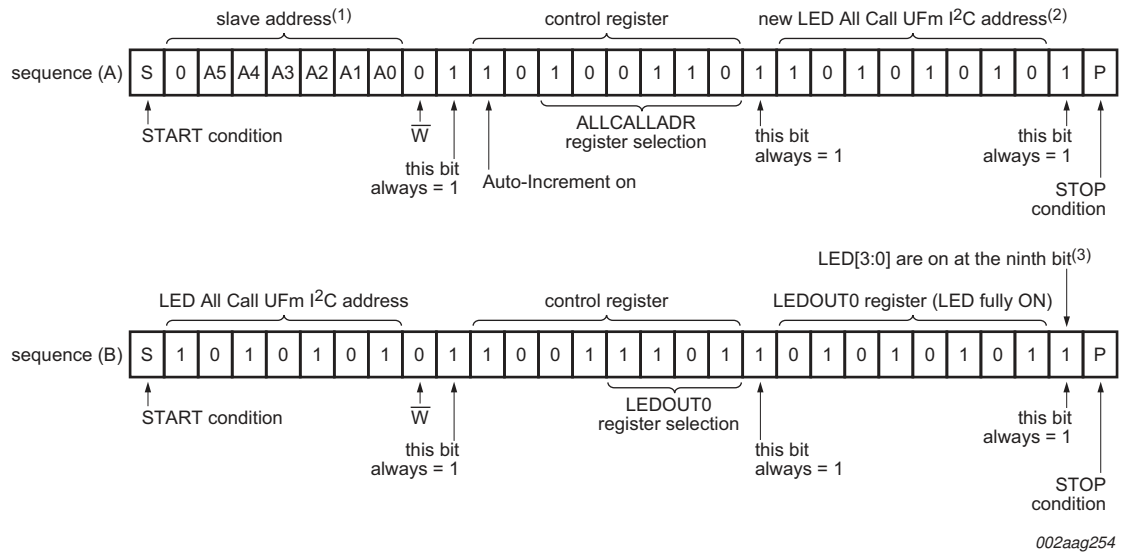 slave address(1) control register new LED All Call UFm I²C address(2)
sequence (A) S 0 A5 A4 A3 A2 A1 A0 0 1 1 0 1 0 0 1 1 0 1 1 0 1 0 1 0 1 0 1 P
START condition
W̅
this bit
always = 1
Auto-Increment on
ALLCALLADR
register selection
this bit
always = 1
this bit
always = 1
STOP
condition
LED[3:0] are on at the ninth bit(3)
LED All Call UFm I²C address control register LEDOUT0 register (LED fully ON)
sequence (B) S 1 0 1 0 1 0 1 0 1 1 0 0 1 1 1 0 1 1 0 1 0 1 0 1 0 1 1 P
START condition
W̅
this bit
always = 1
LEDOUT0
register selection
this bit
always = 1
this bit
always = 1
STOP
condition
002aag254